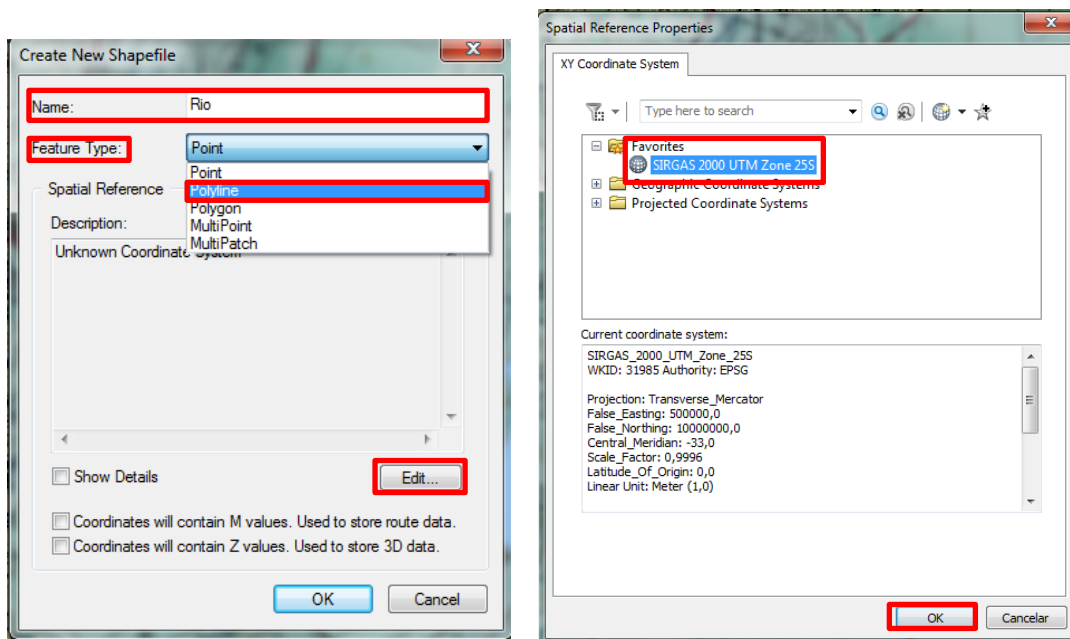 Create New Shapefile
Name: Rio
Feature Type: Point
Point
Polyline
Polygon
MultiPoint
MultiPatch
Spatial Reference
Description:
Unknown Coordinate System
Show Details
Edit...
Coordinates will contain M values. Used to store route data.
Coordinates will contain Z values. Used to store 3D data.
OK Cancel
Spatial Reference Properties
XY Coordinate System
Type here to search
Favorites
SIRGAS 2000 UTM Zone 25S
Geographic Coordinate Systems
Projected Coordinate Systems
Current coordinate system:
SIRGAS_2000_UTM_Zone_25S
WKID: 31985 Authority: EPSG
Projection: Transverse_Mercator
False_Easting: 500000,0
False_Northing: 10000000,0
Central_Meridian: -33,0
Scale_Factor: 0,9996
Latitude_Of_Origin: 0,0
Linear Unit: Meter (1,0)
OK Cancelar